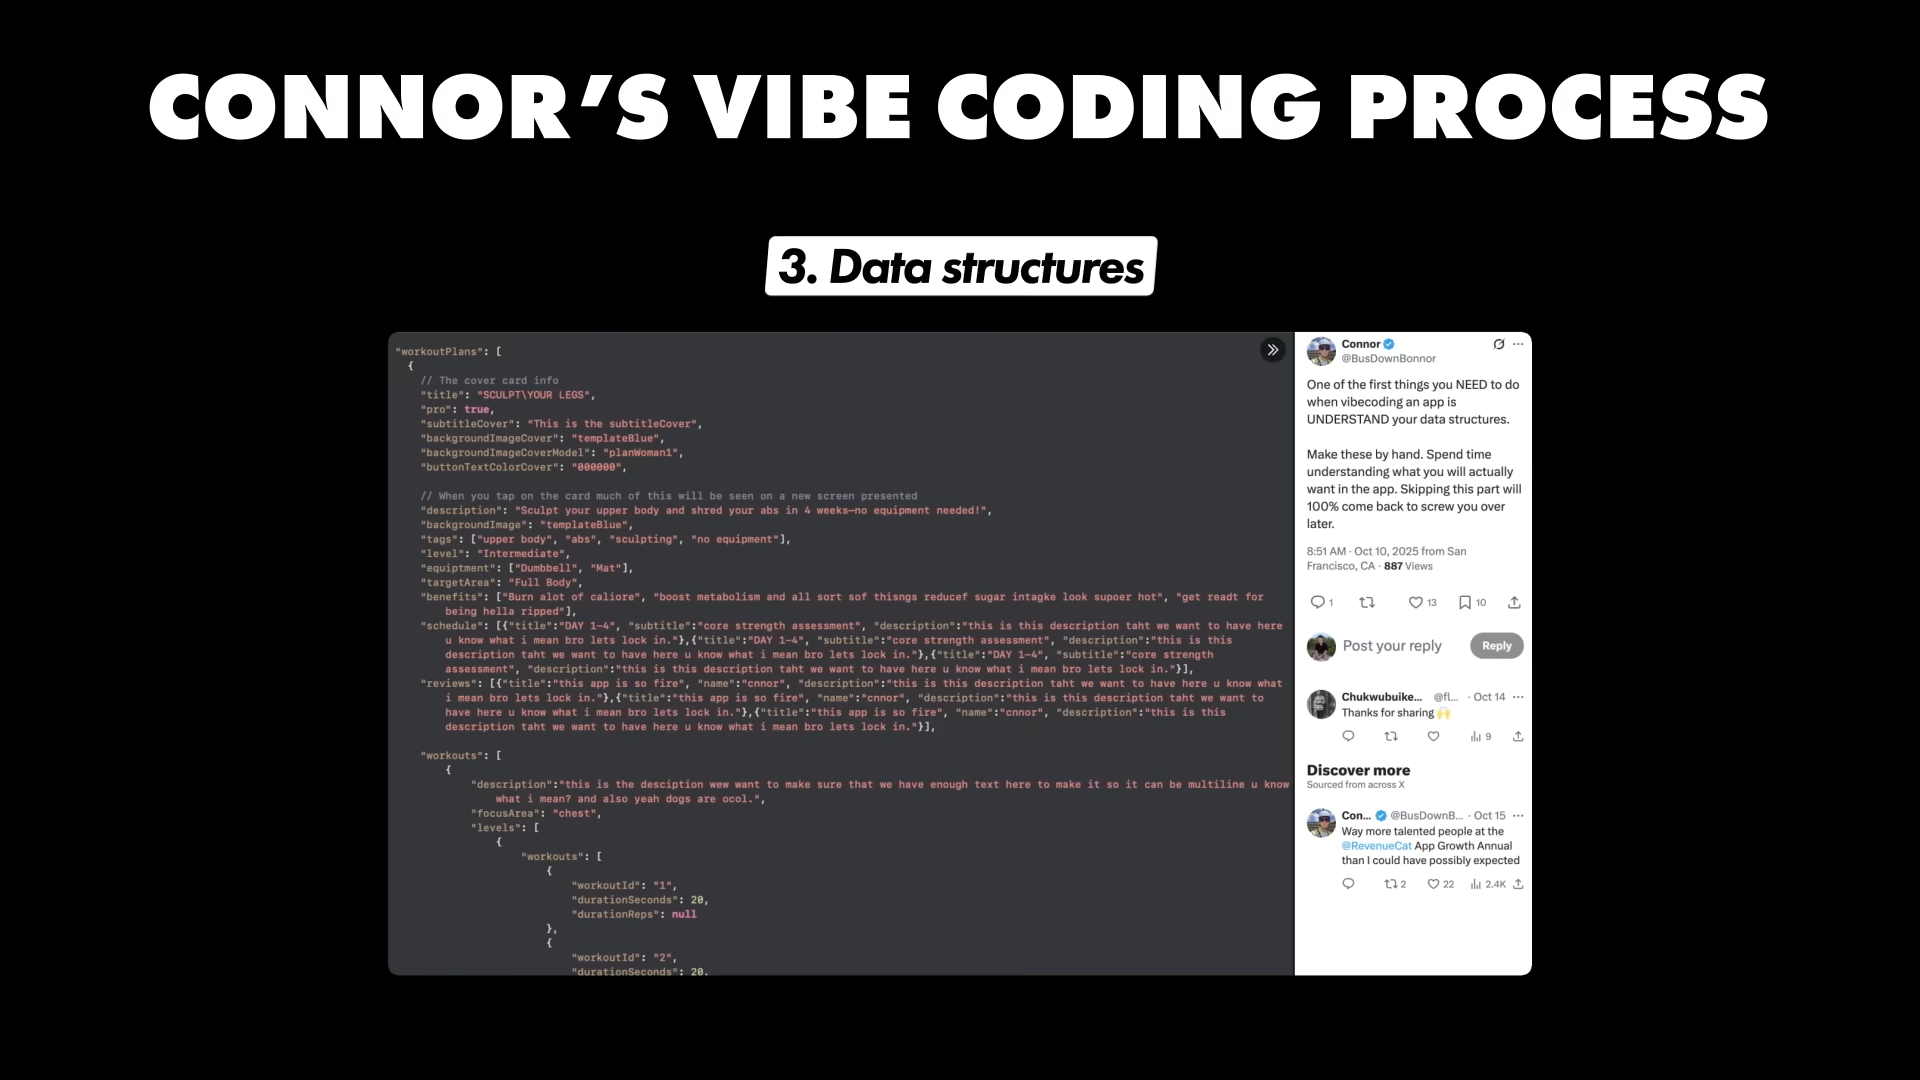 CONNOR'S VIBE CODING PROCESS
3. Data structures
"workoutPlans": [
{
// The cover card info
"title": "SCULPT\YOUR LEGS",
"pro": true,
"subtitleCover": "This is the subtitleCover",
"backgroundImageCover": "templateBlue",
"backgroundImageCoverModel": "planWoman1",
"buttonTextColorCover": "000000",
// When you tap on the card much of this will be seen on a new screen presented
"description": "Sculpt your upper body and shred your abs in 4 weeks—no equipment needed!",
"backgroundImage": "templateBlue",
"tags": ["upper body", "abs", "sculpting", "no equipment"],
"level": "Intermediate",
"equiptment": ["Dumbbell", "Mat"],
"targetArea": "Full Body",
"benefits": ["Burn alot of caliore", "boost metabolism and all sort sof thisngs reducef sugar intagke look supoer hot", "get readt for
being hella ripped"],
"schedule": [{"title":"DAY 1-4", "subtitle":"core strength assessment", "description":"this is this description taht we want to have here
u know what i mean bro lets lock in."},{"title":"DAY 1-4", "subtitle":"core strength assessment", "description":"this is this
description taht we want to have here u know what i mean bro lets lock in."},{"title":"DAY 1-4", "subtitle":"core strength
assessment", "description":"this is this description taht we want to have here u know what i mean bro lets lock in."}],
"reviews": [{"title":"this app is so fire", "name":"cnnor", "description":"this is this description taht we want to have here u know what
i mean bro lets lock in."},{"title":"this app is so fire", "name":"cnnor", "description":"this is this description taht we want to
have here u know what i mean bro lets lock in."},{"title":"this app is so fire", "name":"cnnor", "description":"this is this
description taht we want to have here u know what i mean bro lets lock in."}],
"workouts": [
{
"description":"this is the desciption wew want to make sure that we have enough text here to make it so it can be multiline u know
what i mean? and also yeah dogs are ocol.",
"focusArea": "chest",
"levels": [
{
"workouts": [
{
"workoutId": "1",
"durationSeconds": 20,
"durationReps": null
},
{
"workoutId": "2",
"durationSeconds": 20,
Connor
@BusDownBonnor
One of the first things you NEED to do
when vibecoding an app is
UNDERSTAND your data structures.
Make these by hand. Spend time
understanding what you will actually
want in the app. Skipping this part will
100% come back to screw you over
later.
8:51 AM · Oct 10, 2025 from San
Francisco, CA · 887 Views
1 13 10
Post your reply Reply
Chukwubuike... @fl... · Oct 14
Thanks for sharing 🙌
9
Discover more
Sourced from across X
Con... @BusDownB... · Oct 15
Way more talented people at the
@RevenueCat App Growth Annual
than I could have possibly expected
2 22 2.4K